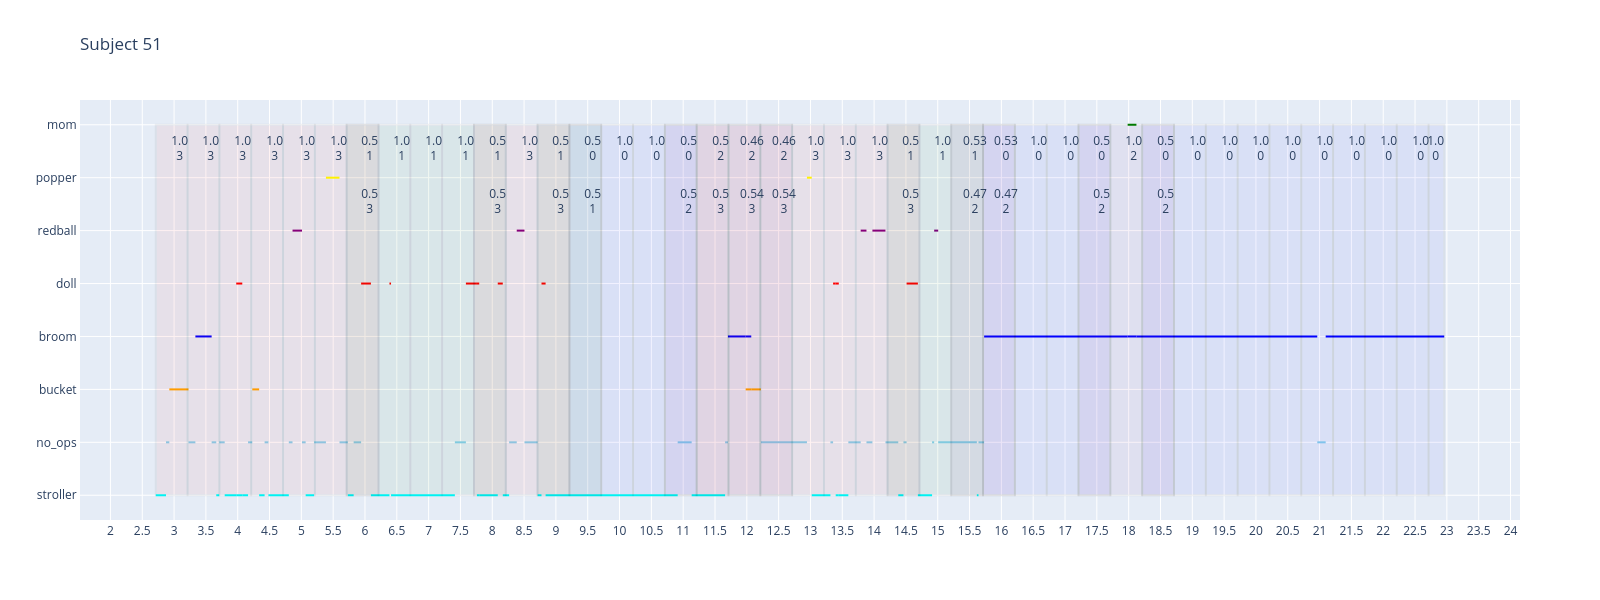 Subject 51
mom
1.0 1.0 1.0 1.0 1.0 1.0 0.5 1.0 1.0 1.0 0.5 1.0 0.5 0.5 1.0 1.0 0.5 0.5 0.46 0.46 1.0 1.0 1.0 0.5 1.0 0.53 0.53 1.0 1.0 0.5 1.0 0.5 1.0 1.0 1.0 1.0 1.0 1.0 1.0 1.0 1.0
3 3 3 3 3 3 1 1 1 1 1 3 1 0 0 0 0 2 2 2 3 3 3 1 1 1 0 0 0 0 2 0 0 0 0 0 0 0 0 0 0
popper
0.5 0.5 0.5 0.5 0.5 0.5 0.54 0.54 0.5 0.47 0.47 0.5 0.5
3 3 3 1 2 3 3 3 3 2 2 2 2
redball
doll
broom
bucket
no_ops
stroller
2 2.5 3 3.5 4 4.5 5 5.5 6 6.5 7 7.5 8 8.5 9 9.5 10 10.5 11 11.5 12 12.5 13 13.5 14 14.5 15 15.5 16 16.5 17 17.5 18 18.5 19 19.5 20 20.5 21 21.5 22 22.5 23 23.5 24